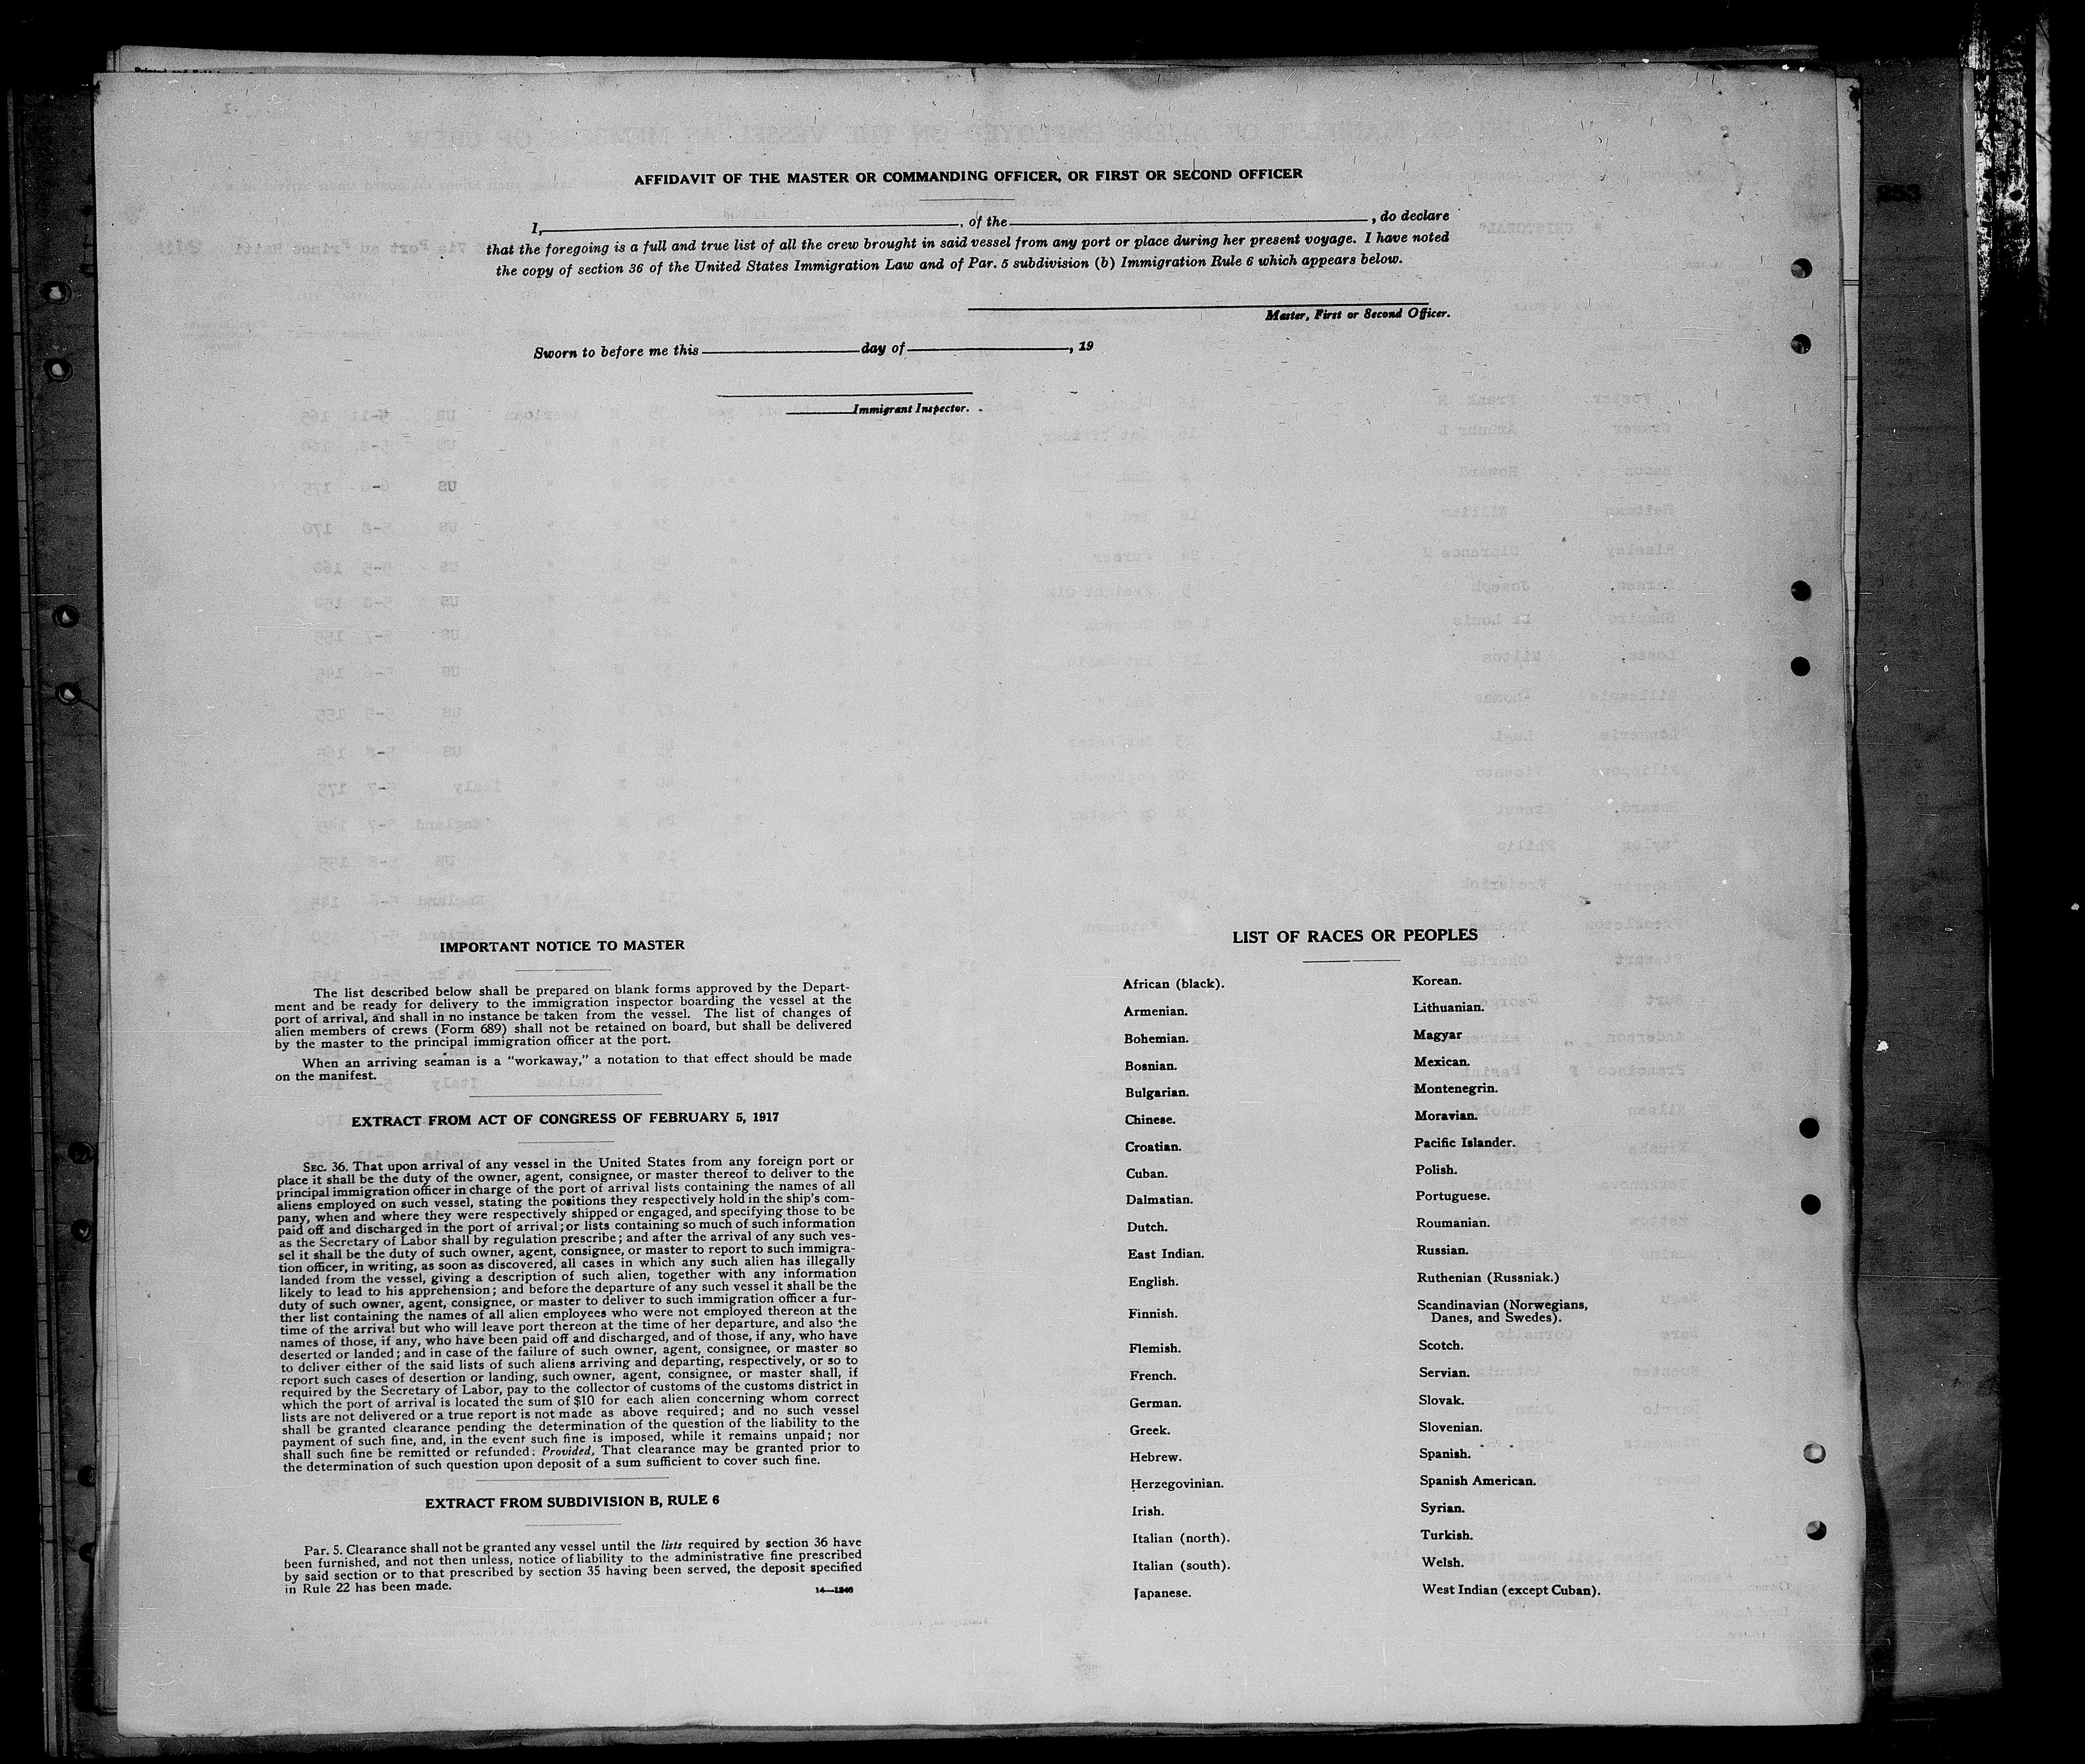 AFFIDAVIT OF THE MASTER OR COMMANDING OFFICER, OR FIRST OR SECOND OFFICER
I, , of the , do declare
that the foregoing is a full and true list of all the crew brought in said vessel from any port or place during her present voyage. I have noted
the copy of section 36 of the United States Immigration Law and of Par. 5 subdivision (b) Immigration Rule 6 which appears below.
Master, First or Second Officer.
Sworn to before me this day of , 19
Immigrant Inspector.
IMPORTANT NOTICE TO MASTER
The list described below shall be prepared on blank forms approved by the Depart-
ment and be ready for delivery to the immigration inspector boarding the vessel at the
port of arrival, and shall in no instance be taken from the vessel. The list of changes of
alien members of crews (Form 689) shall not be retained on board, but shall be delivered
by the master to the principal immigration officer at the port.
When an arriving seaman is a "workaway," a notation to that effect should be made
on the manifest.
EXTRACT FROM ACT OF CONGRESS OF FEBRUARY 5, 1917
SEC. 36. That upon arrival of any vessel in the United States from any foreign port or
place it shall be the duty of the owner, agent, consignee, or master thereof to deliver to the
principal immigration officer in charge of the port of arrival lists containing the names of all
aliens employed on such vessel, stating the positions they respectively hold in the ship's com-
pany, when and where they were respectively shipped or engaged, and specifying those to be
paid off and discharged in the port of arrival; or lists containing so much of such information
as the Secretary of Labor shall by regulation prescribe; and after the arrival of any such ves-
sel it shall be the duty of such owner, agent, consignee, or master to report to such immigra-
tion officer, in writing, as soon as discovered, all cases in which any such alien has illegally
landed from the vessel, giving a description of such alien, together with any information
likely to lead to his apprehension; and before the departure of any such vessel it shall be the
duty of such owner, agent, consignee, or master to deliver to such immigration officer a fur-
ther list containing the names of all alien employees who were not employed thereon at the
time of the arrival but who will leave port thereon at the time of her departure, and also the
names of those, if any, who have been paid off and discharged, and of those, if any, who have
deserted or landed; and in case of the failure of such owner, agent, consignee, or master so
to deliver either of the said lists of such aliens arriving and departing, respectively, or so to
report such cases of desertion or landing, such owner, agent, consignee, or master shall, if
required by the Secretary of Labor, pay to the collector of customs of the customs district in
which the port of arrival is located the sum of $10 for each alien concerning whom correct
lists are not delivered or a true report is not made as above required; and no such vessel
shall be granted clearance pending the determination of the question of the liability to the
payment of such fine, and, in the event such fine is imposed, while it remains unpaid; nor
shall such fine be remitted or refunded: Provided, That clearance may be granted prior to
the determination of such question upon deposit of a sum sufficient to cover such fine.
EXTRACT FROM SUBDIVISION B, RULE 6
Par. 5. Clearance shall not be granted any vessel until the lists required by section 36 have
been furnished, and not then unless, notice of liability to the administrative fine prescribed
by said section or to that prescribed by section 35 having been served, the deposit specified
in Rule 22 has been made.
14—1240
LIST OF RACES OR PEOPLES
African (black).
Armenian.
Bohemian.
Bosnian.
Bulgarian.
Chinese.
Croatian.
Cuban.
Dalmatian.
Dutch.
East Indian.
English.
Finnish.
Flemish.
French.
German.
Greek.
Hebrew.
Herzegovinian.
Irish.
Italian (north).
Italian (south).
Japanese.
Korean.
Lithuanian.
Magyar
Mexican.
Montenegrin.
Moravian.
Pacific Islander.
Polish.
Portuguese.
Roumanian.
Russian.
Ruthenian (Russniak.)
Scandinavian (Norwegians,
Danes, and Swedes).
Scotch.
Servian.
Slovak.
Slovenian.
Spanish.
Spanish American.
Syrian.
Turkish.
Welsh.
West Indian (except Cuban).